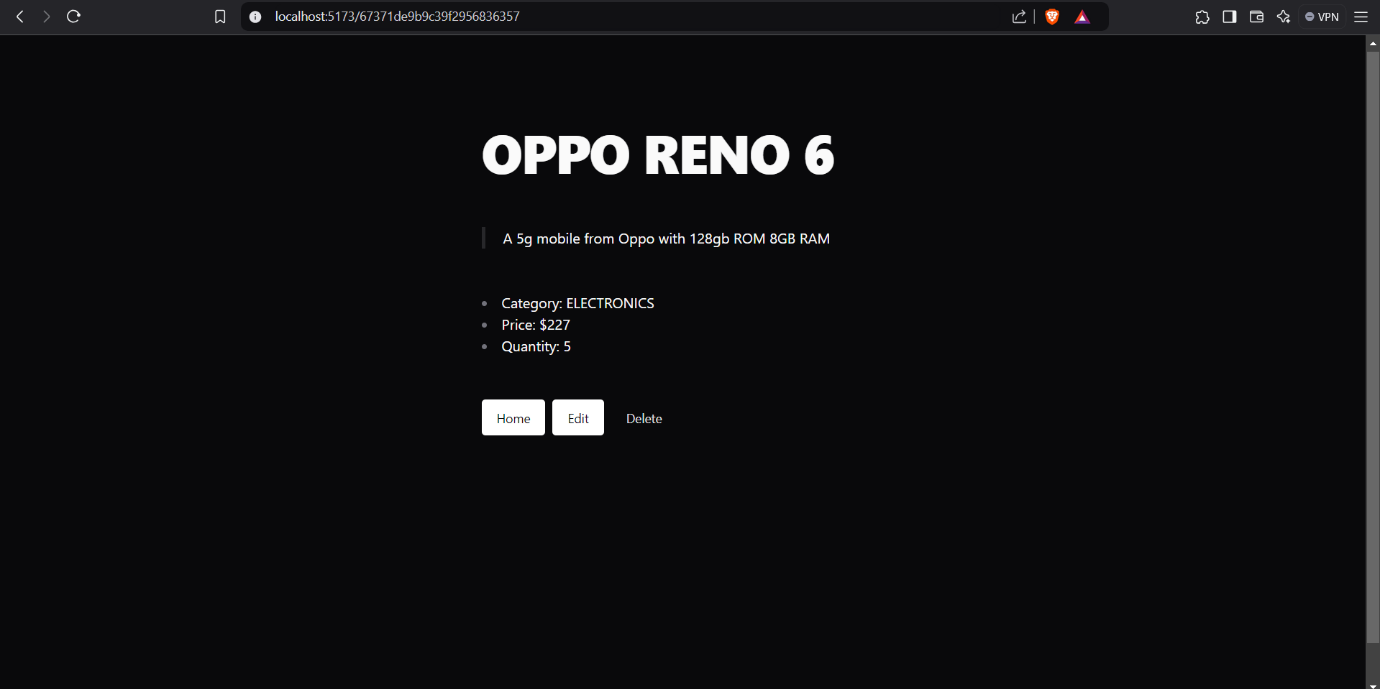 localhost:5173/67371de9b9c39f2956836357
VPN
OPPO RENO 6
A 5g mobile from Oppo with 128gb ROM 8GB RAM
Category: ELECTRONICS
Price: $227
Quantity: 5
Home Edit Delete